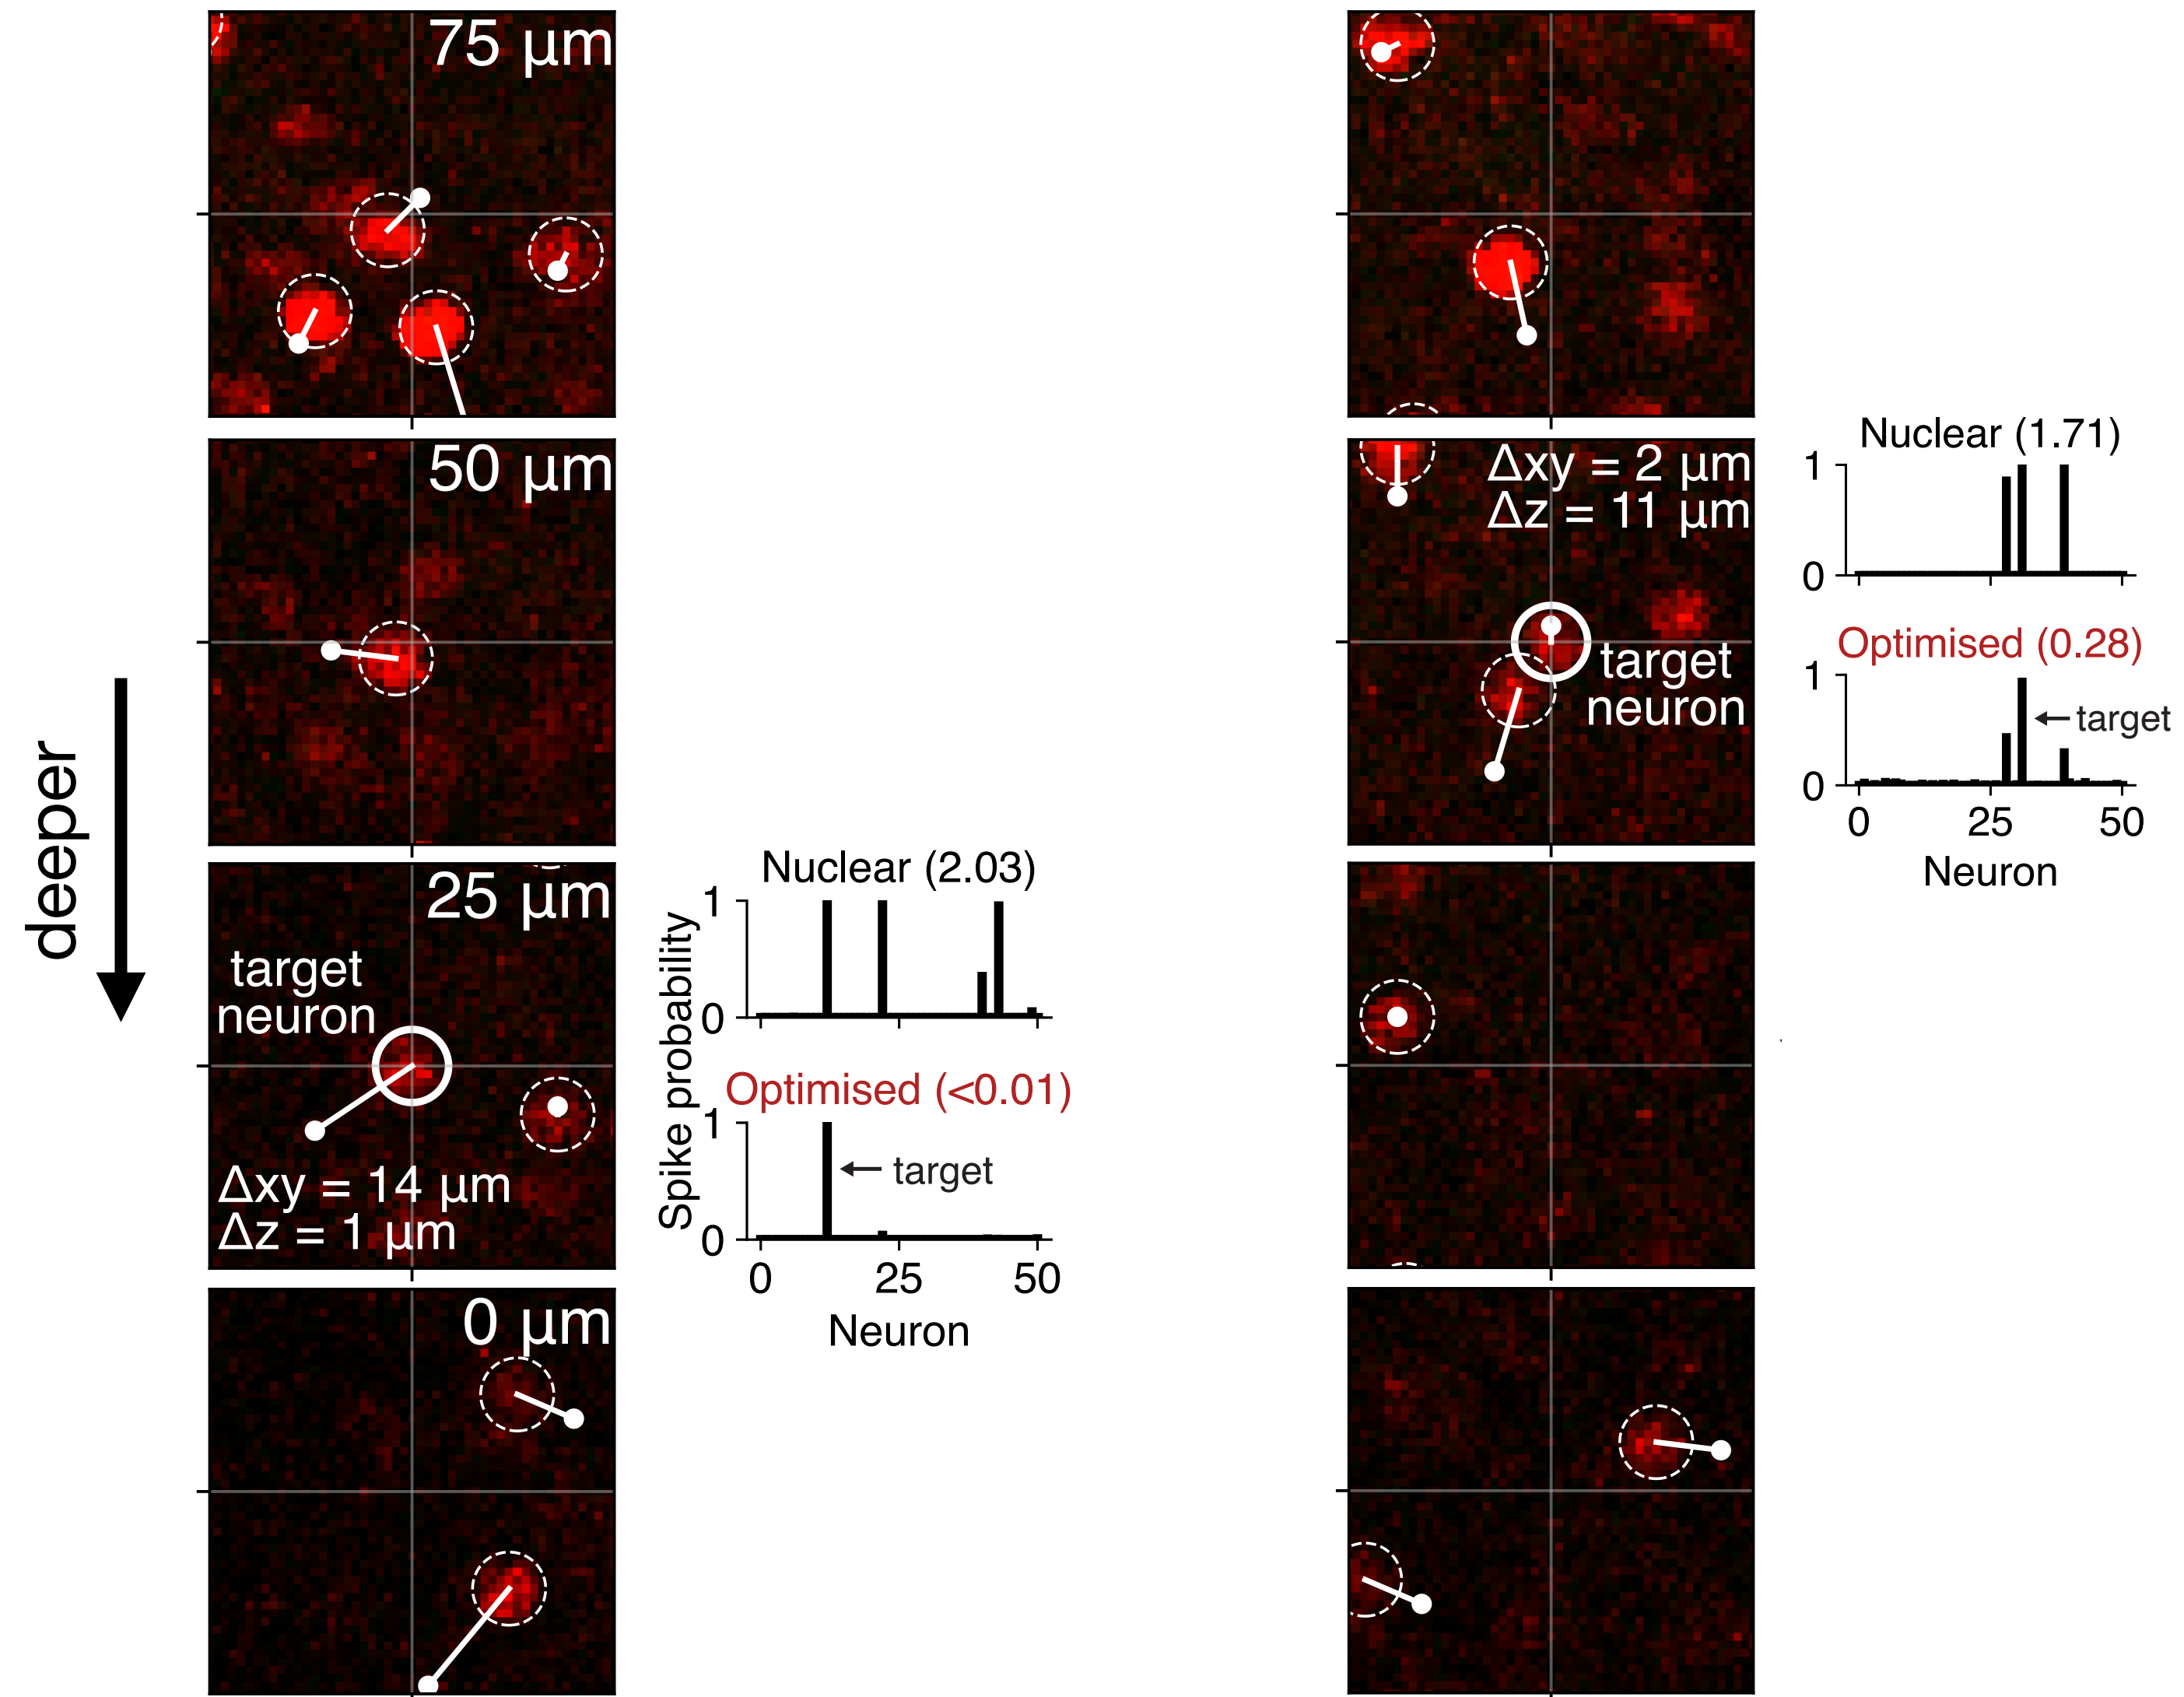 75 µm
50 µm
deeper
25 µm
target
neuron
Δxy = 14 µm
Δz = 1 µm
0 µm
Nuclear (2.03)
1
0
Spike probability
Optimised (<0.01)
1
target
0
0 25 50
Neuron
Δxy = 2 µm
Δz = 11 µm
target
neuron
Nuclear (1.71)
1
0
Optimised (0.28)
1
target
0
0 25 50
Neuron